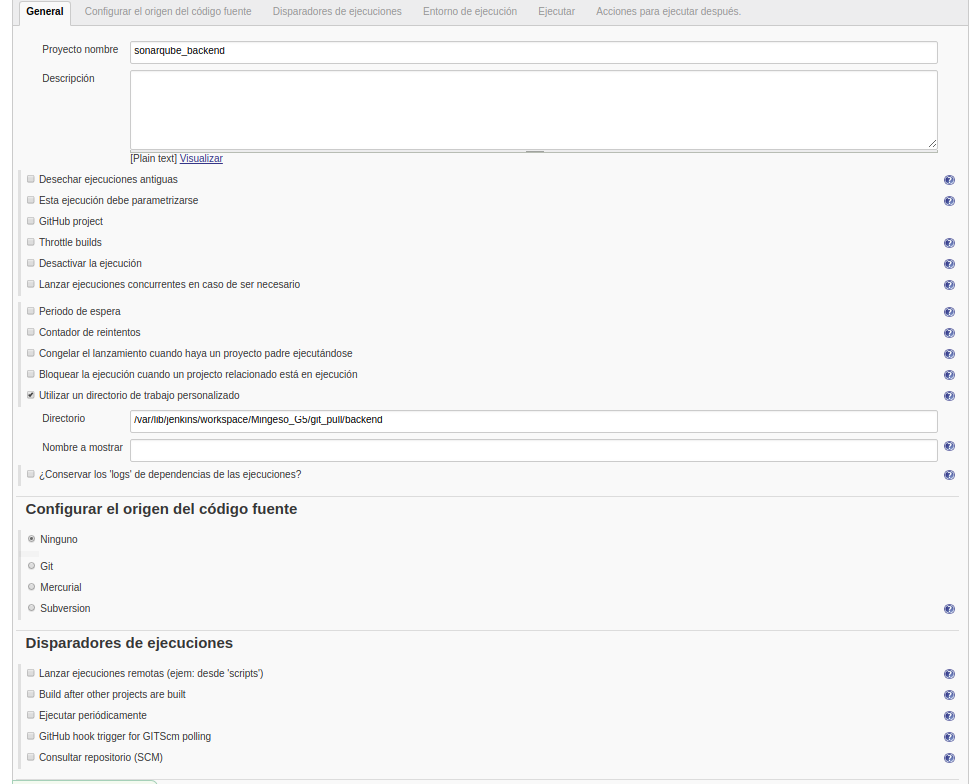 General Configurar el origen del código fuente Disparadores de ejecuciones Entorno de ejecución Ejecutar Acciones para ejecutar después.
Proyecto nombre sonarqube_backend
Descripción
[Plain text] Visualizar
Desechar ejecuciones antiguas
Esta ejecución debe parametrizarse
GitHub project
Throttle builds
Desactivar la ejecución
Lanzar ejecuciones concurrentes en caso de ser necesario
Periodo de espera
Contador de reintentos
Congelar el lanzamiento cuando haya un proyecto padre ejecutándose
Bloquear la ejecución cuando un projecto relacionado está en ejecución
Utilizar un directorio de trabajo personalizado
Directorio /var/lib/jenkins/workspace/Mingeso_G5/git_pull/backend
Nombre a mostrar
¿Conservar los 'logs' de dependencias de las ejecuciones?
Configurar el origen del código fuente
Ninguno
Git
Mercurial
Subversion
Disparadores de ejecuciones
Lanzar ejecuciones remotas (ejem: desde 'scripts')
Build after other projects are built
Ejecutar periódicamente
GitHub hook trigger for GITScm polling
Consultar repositorio (SCM)